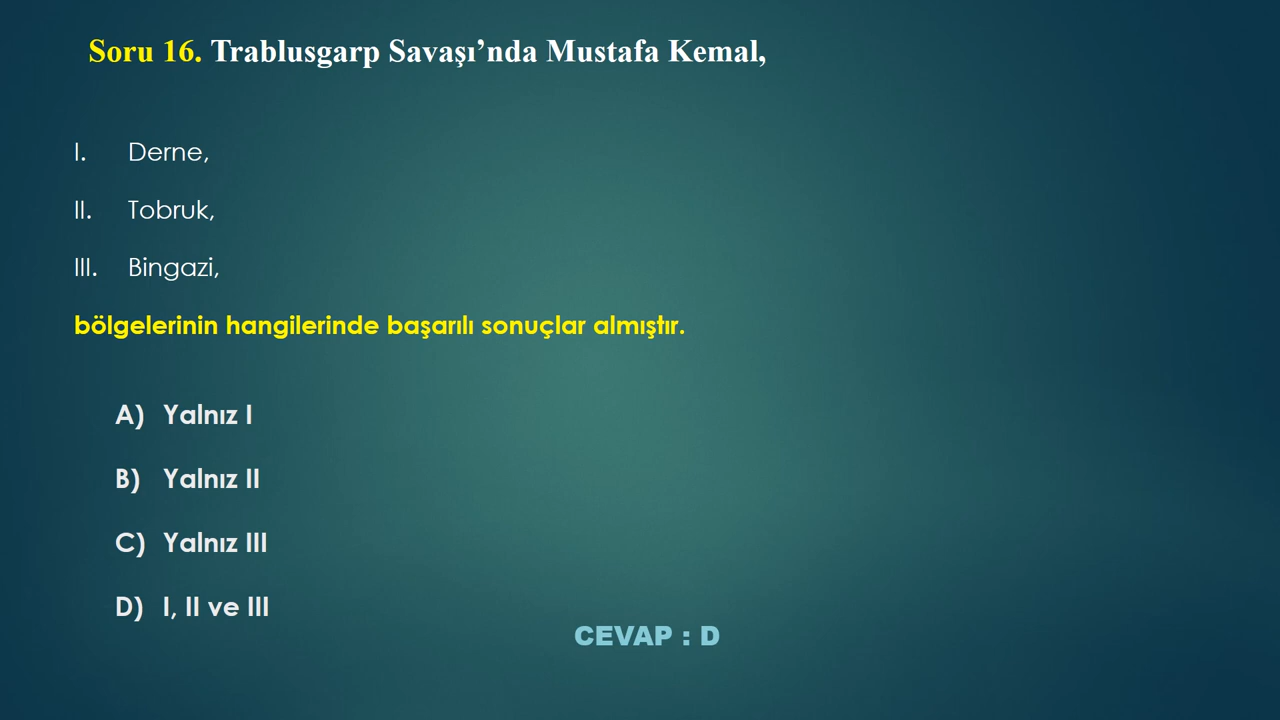 Soru 16. Trablusgarp Savaşı’nda Mustafa Kemal,
I. Derne,
II. Tobruk,
III. Bingazi,
bölgelerinin hangilerinde başarılı sonuçlar almıştır.
A) Yalnız I
B) Yalnız II
C) Yalnız III
D) I, II ve III
CEVAP : D